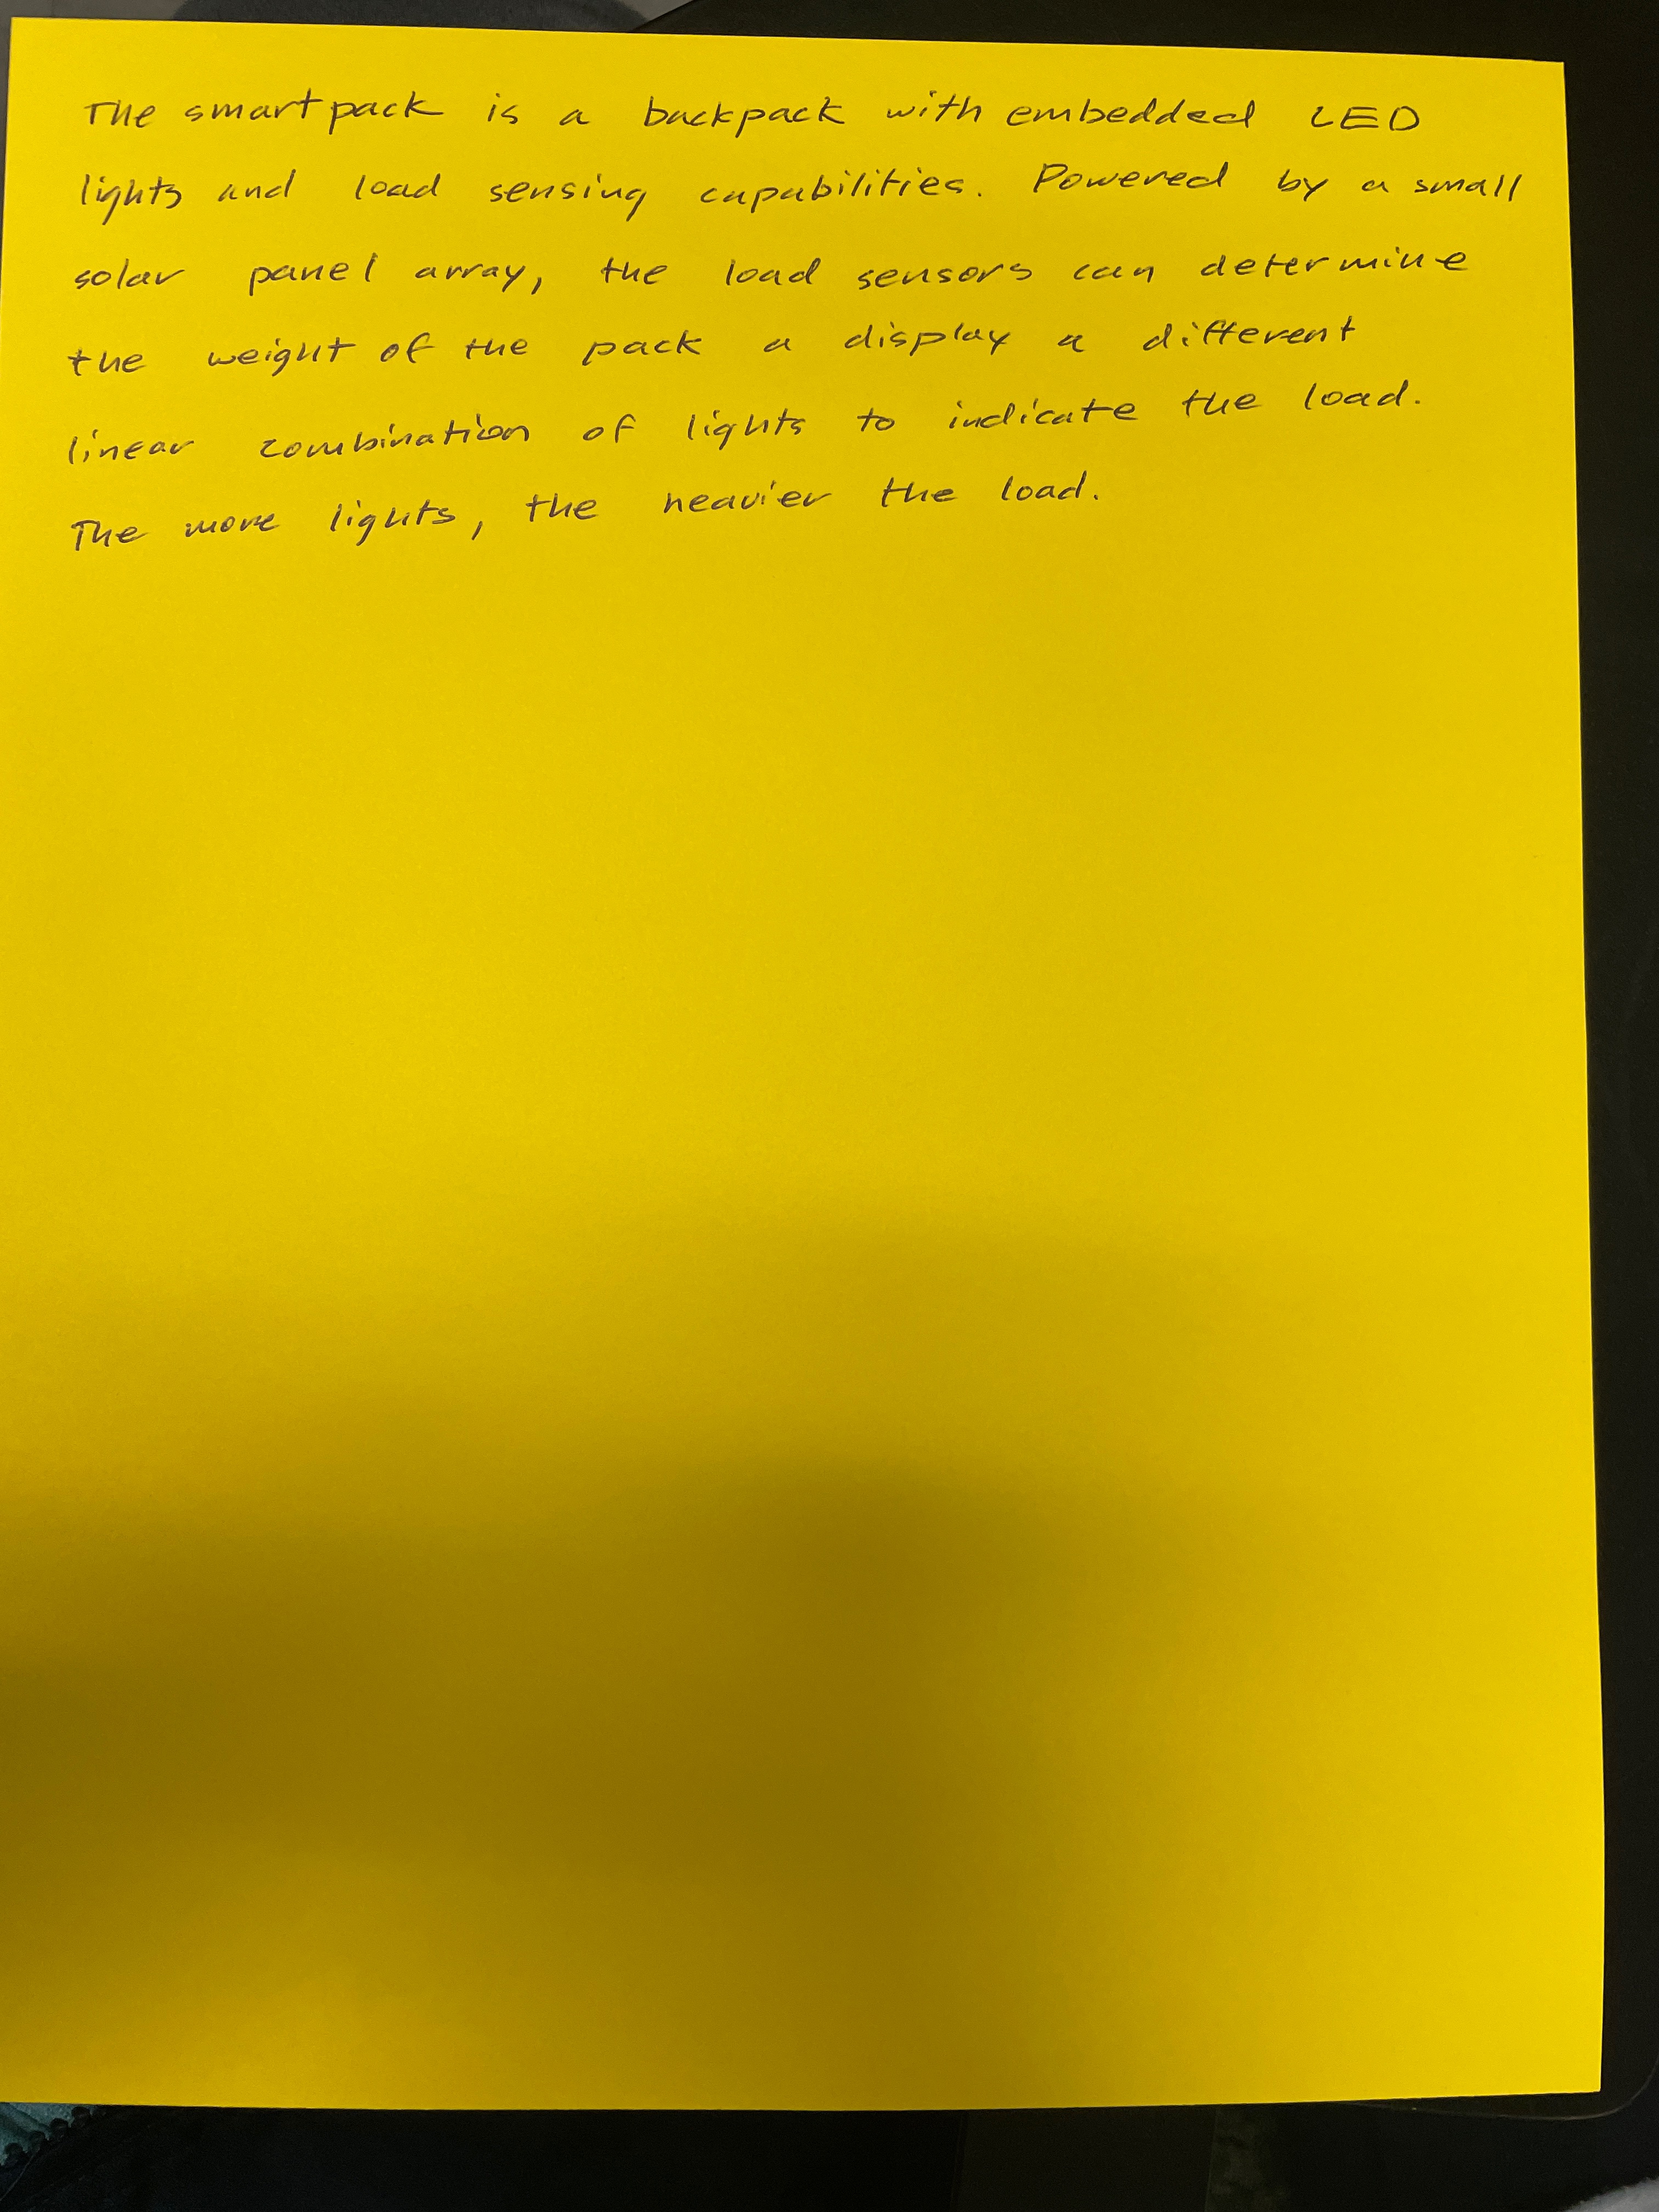 The smartpack is a backpack with embedded LED
lights and load sensing capabilities. Powered by a small
solar panel array, the load sensors can determine
the weight of the pack a display a different
linear combination of lights to indicate the load.
The more lights, the heavier the load.